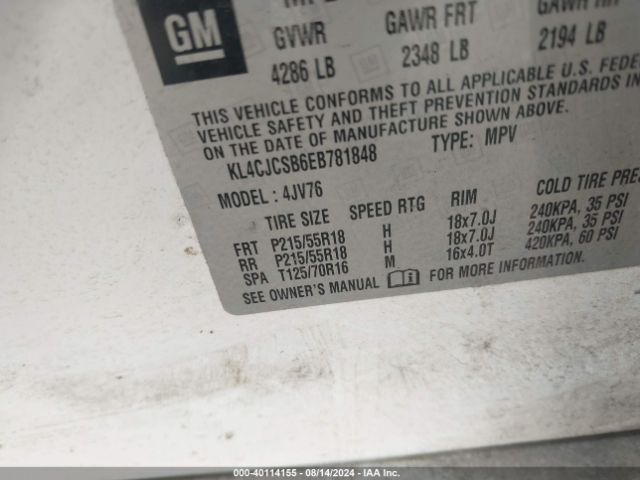 GM
GVWR GAWR FRT GAWR RR
4286 LB 2348 LB 2194 LB
THIS VEHICLE CONFORMS TO ALL APPLICABLE U.S. FEDE
VEHICLE SAFETY AND THEFT PREVENTION STANDARDS IN
ON THE DATE OF MANUFACTURE SHOWN ABOVE.
KL4CJCSB6EB781848 TYPE: MPV
MODEL: 4JV76
TIRE SIZE SPEED RTG RIM COLD TIRE PRE
FRT P215/55R18 H 18x7.0J 240KPA, 35 PSI
RR P215/55R18 H 18x7.0J 240KPA, 35 PSI
SPA T125/70R16 M 16x4.0T 420KPA, 60 PSI
SEE OWNER'S MANUAL FOR MORE INFORMATION.
000-40114155 - 08/14/2024 - IAA Inc.